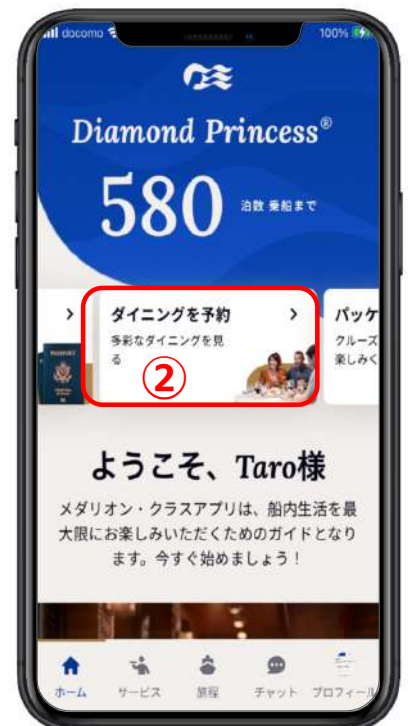 docomo 100%
Diamond Princess®
580 泊数 乗船まで
> ダイニングを予約 > パッケ
多彩なダイニングを見 クルーズ
る 楽しみく
PASSPORT
②
ようこそ、Taro様
メダリオン・クラスアプリは、船内生活を最
大限にお楽しみいただくためのガイドとなり
ます。今すぐ始めましょう！
ホーム サービス 旅程 チャット プロフィール